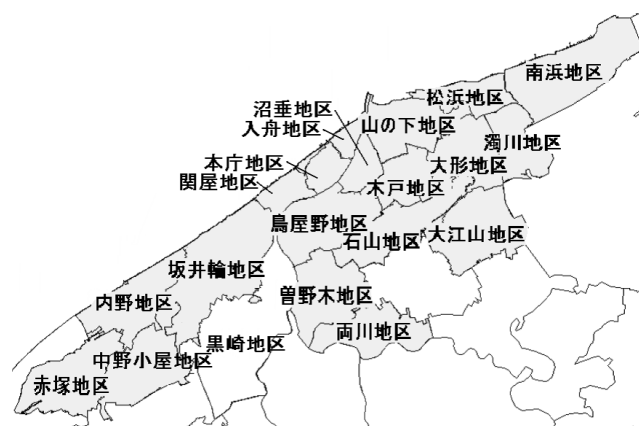 南浜地区
松浜地区
沼垂地区
入舟地区
山の下地区
濁川地区
本庁地区
大形地区
関屋地区
木戸地区
鳥屋野地区
石山地区
大江山地区
坂井輪地区
内野地区
曽野木地区
両川地区
黒崎地区
中野小屋地区
赤塚地区